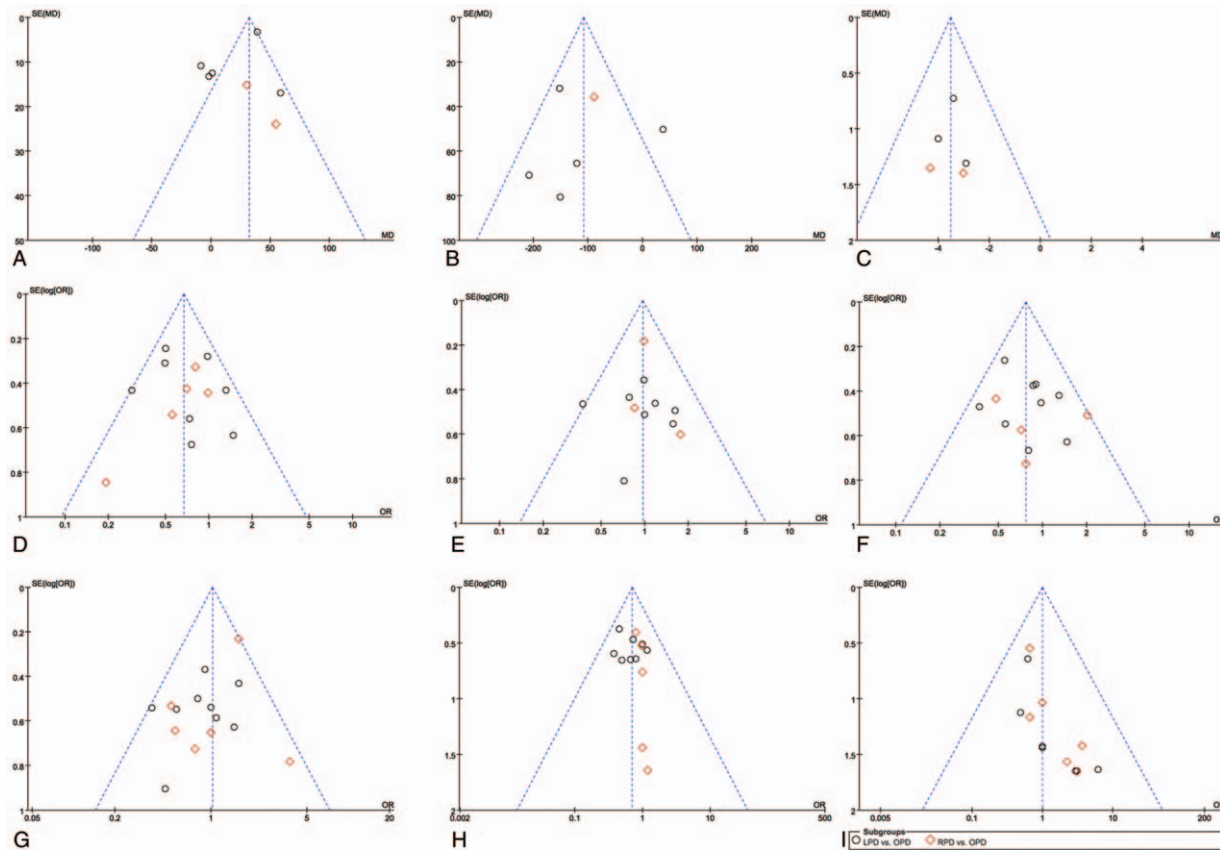 SE(MD)
0
10
20
30
40
50
-100 -50 0 50 100
MD
A
SE(MD)
0
20
40
60
80
100
-200 -100 0 100 200
MD
B
SE(MD)
0
0.5
1
1.5
2
-4 -2 0 2 4
C
SE(log[OR])
0
0.2
0.4
0.6
0.8
1
0.1 0.2 0.5 1 2 5 10
OR
D
SE(log[OR])
0
0.2
0.4
0.6
0.8
1
0.1 0.2 0.5 1 2 5 10
OR
E
SE(log[OR])
0
0.2
0.4
0.6
0.8
1
0.1 0.2 0.5 1 2 5 10
F
SE(log[OR])
0
0.2
0.4
0.6
0.8
1
0.05 0.2 1 5 20
OR
G
SE(log[OR])
0
0.5
1
1.5
2
0.002 0.1 1 10 500
OR
H
SE(log[OR])
0
0.5
1
1.5
2
0.005 0.1 1 10 200
I
Subgroups
LPD vs. OPD RPD vs. OPD